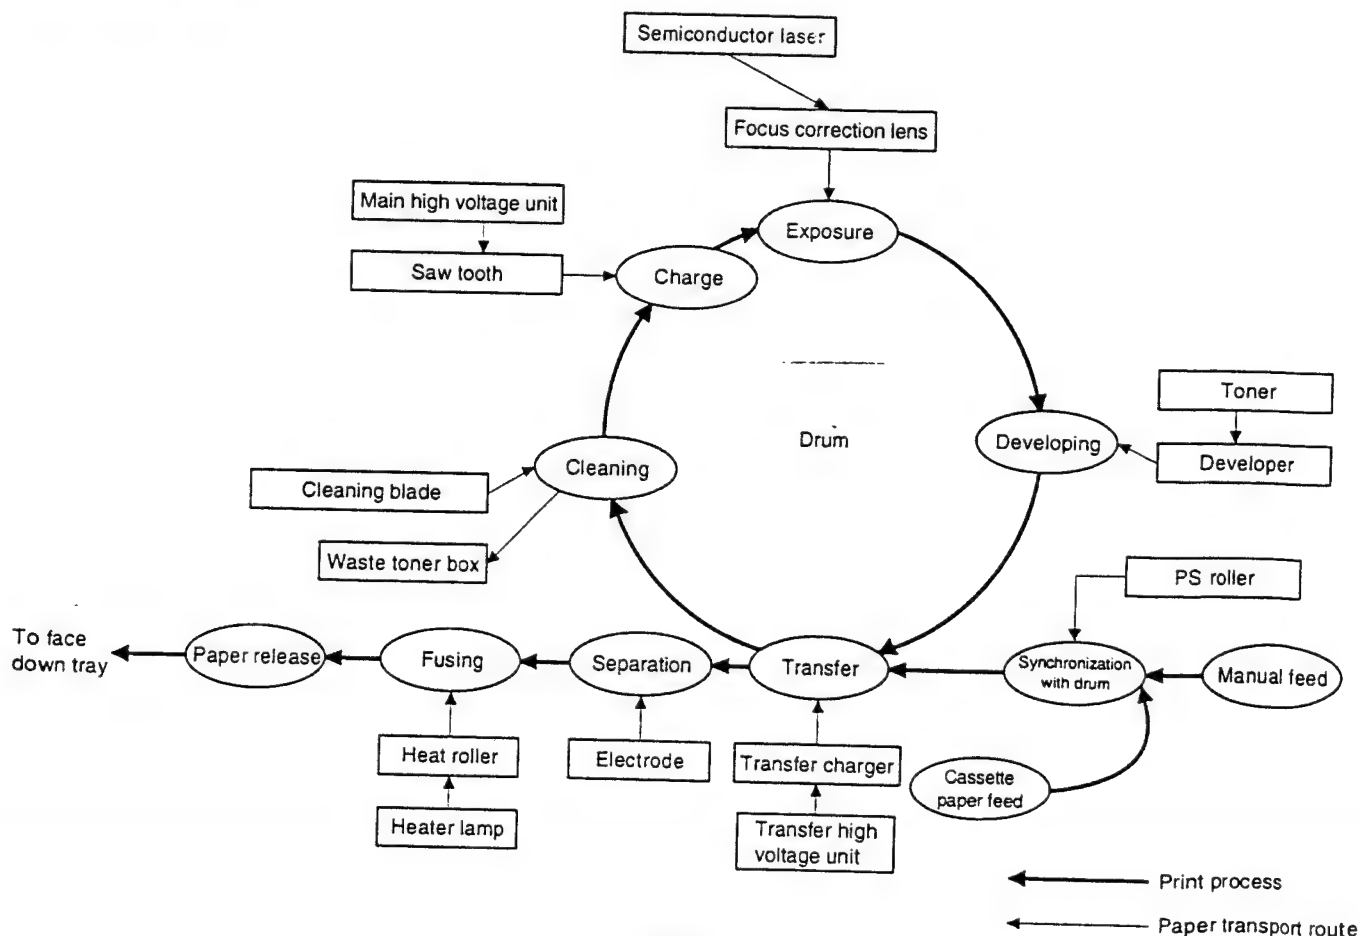 Semiconductor laser
Focus correction lens
Main high voltage unit
Exposure
Saw tooth
Charge
Toner
Drum
Developing
Developer
Cleaning
Cleaning blade
Waste toner box
PS roller
To face
down tray
Paper release
Fusing
Separation
Transfer
Synchronization
with drum
Manual feed
Heat roller
Electrode
Transfer charger
Cassette
paper feed
Heater lamp
Transfer high
voltage unit
Print process
Paper transport route